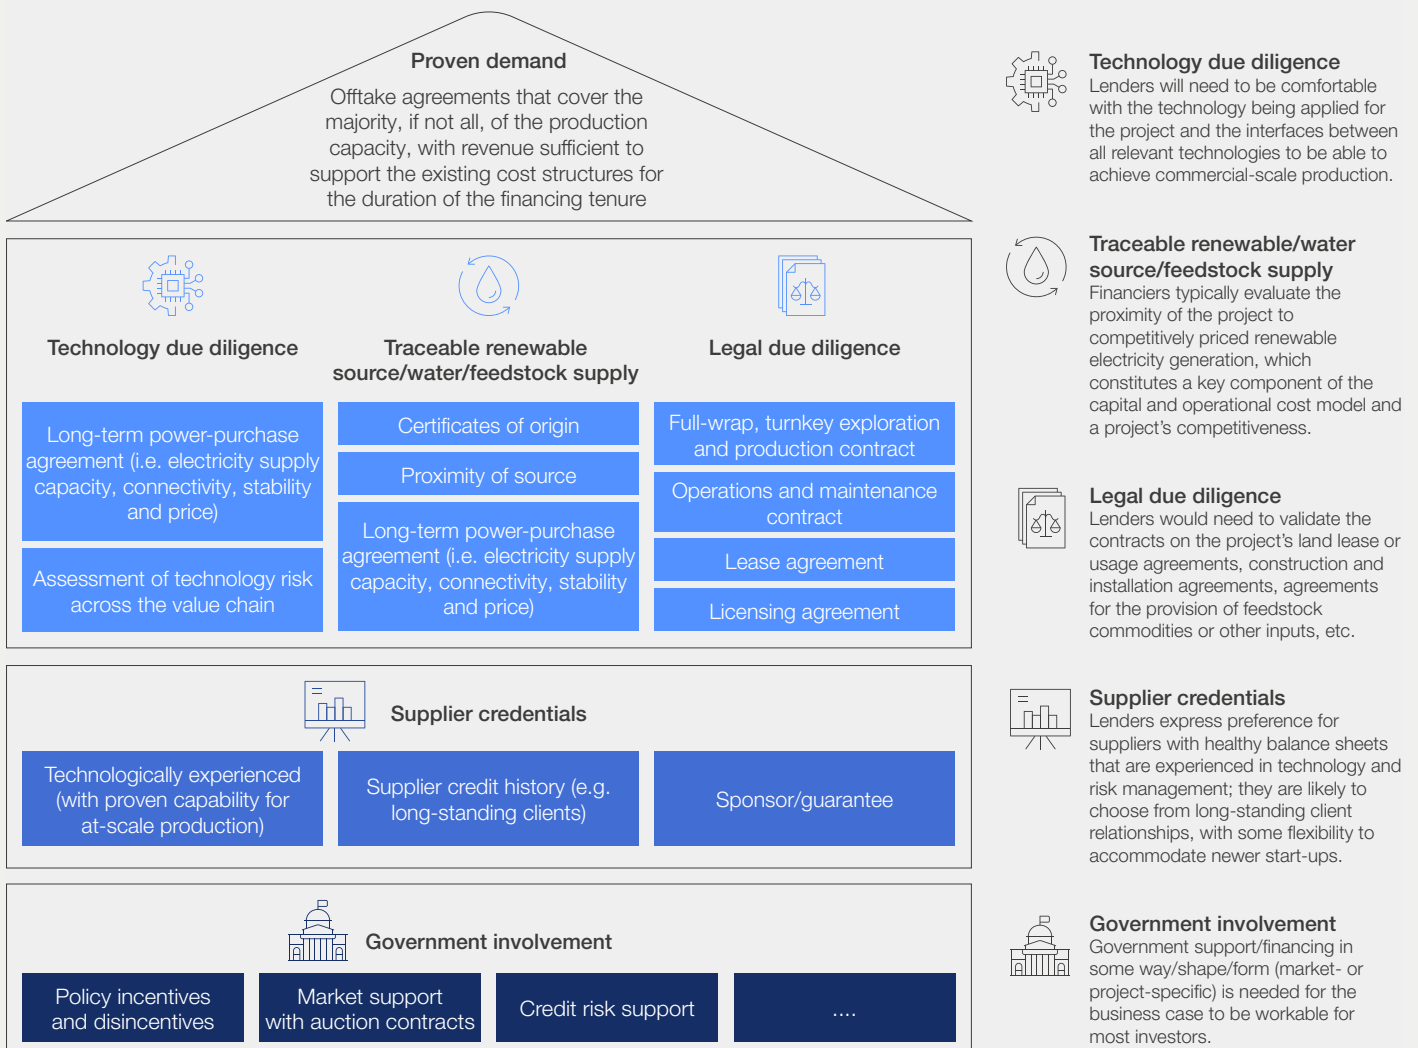 Proven demand
Offtake agreements that cover the
majority, if not all, of the production
capacity, with revenue sufficient to
support the existing cost structures for
the duration of the financing tenure
Technology due diligence
Long-term power-purchase
agreement (i.e. electricity supply
capacity, connectivity, stability
and price)
Assessment of technology risk
across the value chain
Traceable renewable
source/water/feedstock supply
Certificates of origin
Proximity of source
Long-term power-purchase
agreement (i.e. electricity supply
capacity, connectivity, stability
and price)
Legal due diligence
Full-wrap, turnkey exploration
and production contract
Operations and maintenance
contract
Lease agreement
Licensing agreement
Supplier credentials
Technologically experienced
(with proven capability for
at-scale production)
Supplier credit history (e.g.
long-standing clients)
Sponsor/guarantee
Government involvement
Policy incentives
and disincentives
Market support
with auction contracts
Credit risk support
....
Technology due diligence
Lenders will need to be comfortable
with the technology being applied for
the project and the interfaces between
all relevant technologies to be able to
achieve commercial-scale production.
Traceable renewable/water
source/feedstock supply
Financiers typically evaluate the
proximity of the project to
competitively priced renewable
electricity generation, which
constitutes a key component of the
capital and operational cost model and
a project's competitiveness.
Legal due diligence
Lenders would need to validate the
contracts on the project's land lease or
usage agreements, construction and
installation agreements, agreements
for the provision of feedstock
commodities or other inputs, etc.
Supplier credentials
Lenders express preference for
suppliers with healthy balance sheets
that are experienced in technology and
risk management; they are likely to
choose from long-standing client
relationships, with some flexibility to
accommodate newer start-ups.
Government involvement
Government support/financing in
some way/shape/form (market- or
project-specific) is needed for the
business case to be workable for
most investors.